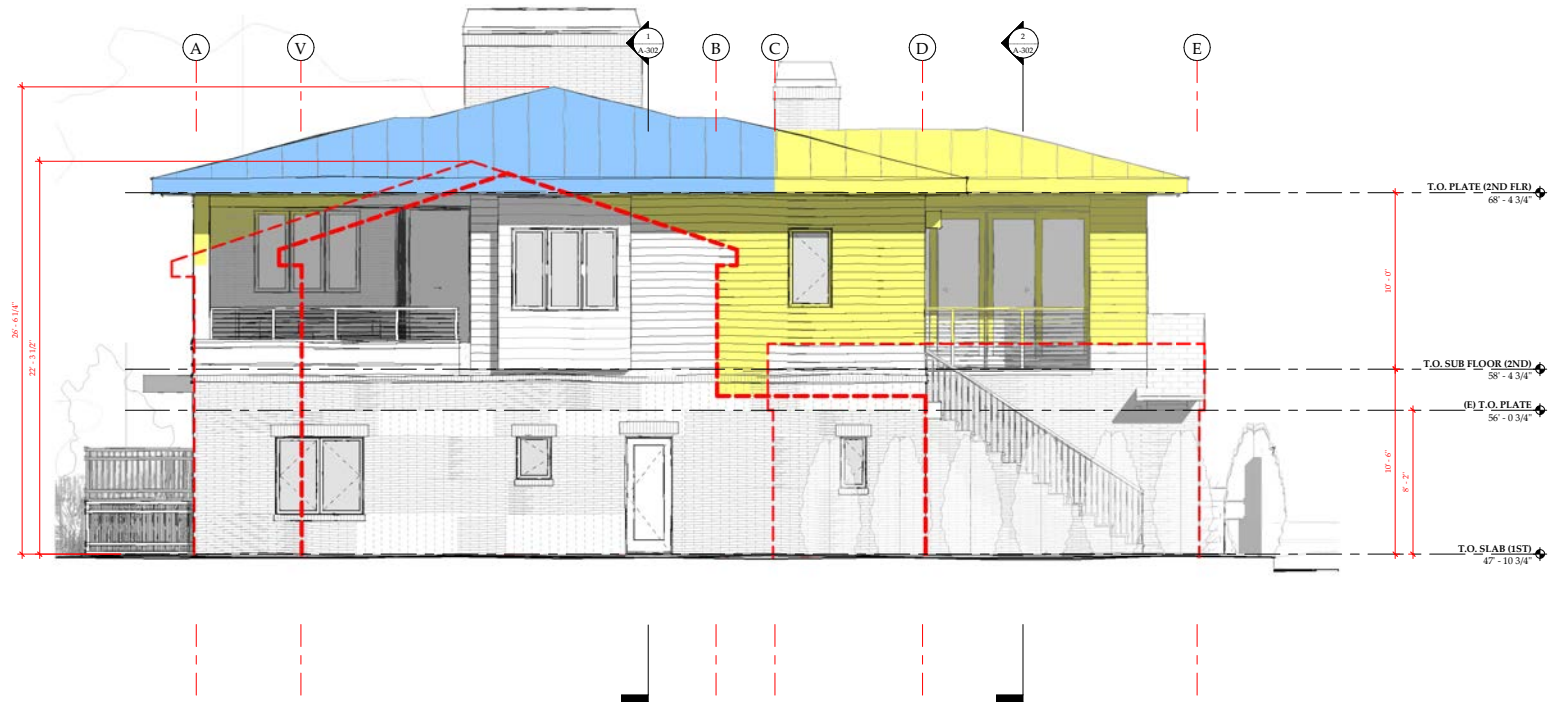 A
V
1
A-302
B
C
D
2
A-302
E
T.O. PLATE (2ND FLR)
68' - 4 3/4"
26' - 6 1/4"
22' - 3 1/2"
10' - 0"
T.O. SUB FLOOR (2ND)
58' - 4 3/4"
(E) T.O. PLATE
56' - 0 3/4"
10' - 6"
8' - 2"
T.O. SLAB (1ST)
47' - 10 3/4"